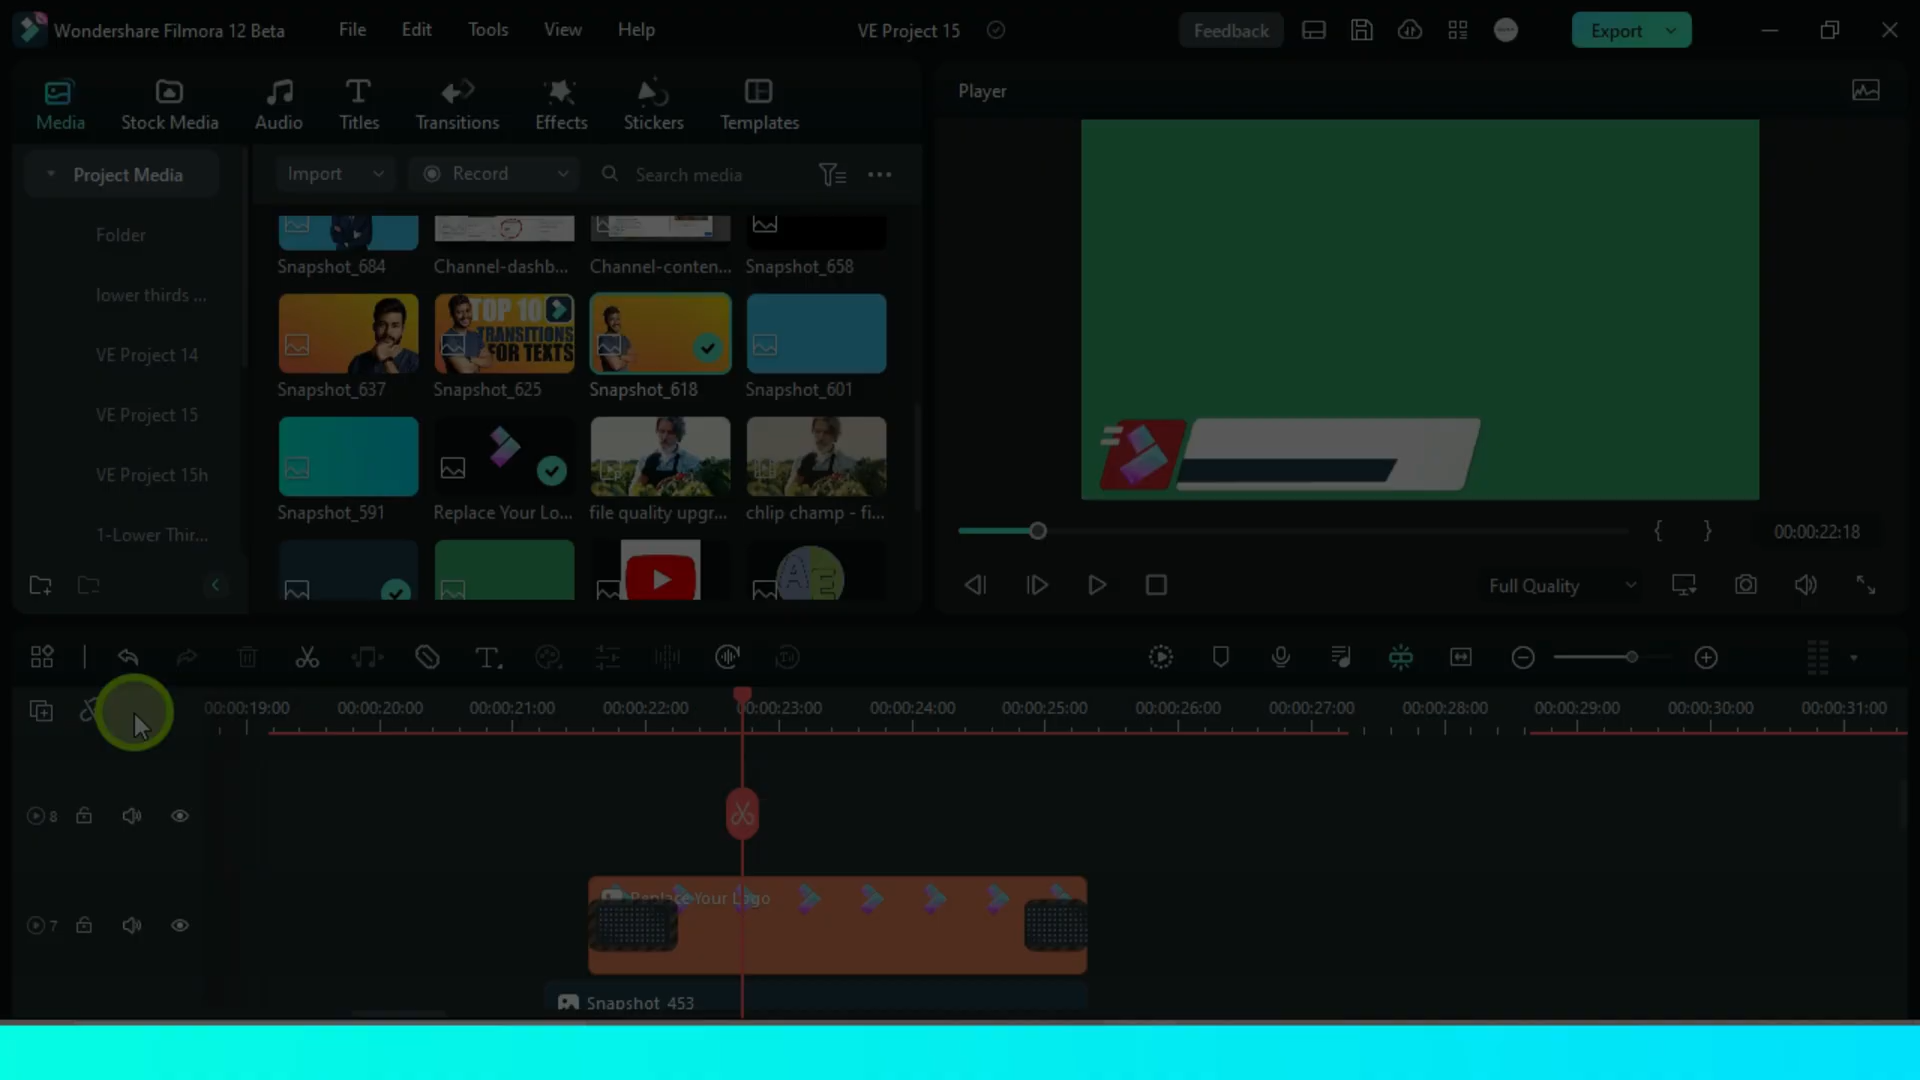 Wondershare Filmora 12 Beta
File Edit Tools View Help
VE Project 15
Feedback
Export
Media Stock Media Audio Titles Transitions Effects Stickers Templates
Player
Project Media
Import Record Search media
Folder
lower thirds ...
VE Project 14
VE Project 15
VE Project 15h
1-Lower Thir...
Snapshot_684 Channel-dashb... Channel-conten... Snapshot_658
TOP 10
TRANSITIONS
FOR TEXTS
Snapshot_637 Snapshot_625 Snapshot_618 Snapshot_601
Snapshot_591 Replace Your Lo... file quality upgr... chlip champ - fi...
AE
00:00:22:18
Full Quality
00:00:19:00 00:00:20:00 00:00:21:00 00:00:22:00 00:00:23:00 00:00:24:00 00:00:25:00 00:00:26:00 00:00:27:00 00:00:28:00 00:00:29:00 00:00:30:00 00:00:31:00
8
Replace Your Logo
7
Snapshot_453